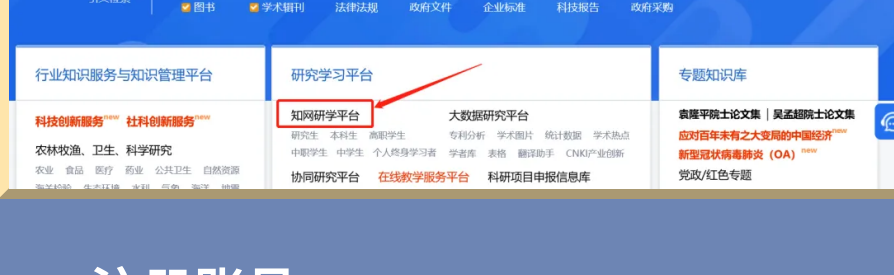 图书 学术辑刊 法律法规 政府文件 企业标准 科技报告 政府采购
行业知识服务与知识管理平台
科技创新服务new 社科创新服务new
农林牧渔、卫生、科学研究
农业 食品 医疗 药业 公共卫生 自然资源
研究学习平台
知网研学平台 大数据研究平台
研究生 本科生 高职学生 专利分析 学术图片 统计数据 学术热点
中职学生 中学生 个人终身学习者 学者库 表格 翻译助手 CNKI产业创新
协同研究平台 在线教学服务平台 科研项目申报信息库
专题知识库
袁隆平院士论文集 | 吴孟超院士论文集
应对百年未有之大变局的中国经济new
新型冠状病毒肺炎(OA)new
党政/红色专题